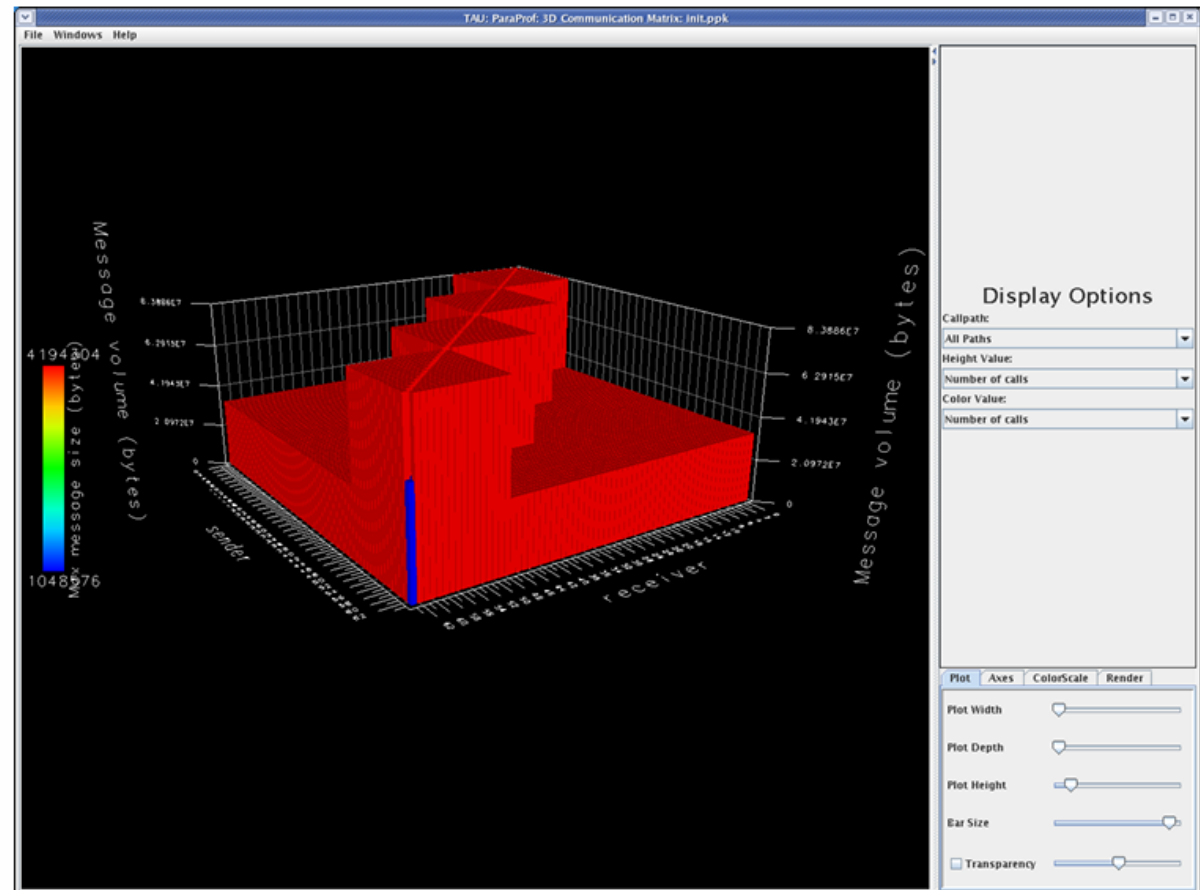 TAU: ParaProf: 3D Communication Matrix: init.ppk
File Windows Help
Message volume (bytes)
8.3886E7
6.2915E7
4.1943E7
2.0972E7
0
4194304
Max message size (bytes)
1048576
sender
receiver
8.3886E7
6.2915E7
4.1943E7
2.0972E7
0
Message volume (bytes)
Display Options
Callpath:
All Paths
Height Value:
Number of calls
Color Value:
Number of calls
Plot Axes ColorScale Render
Plot Width
Plot Depth
Plot Height
Bar Size
Transparency